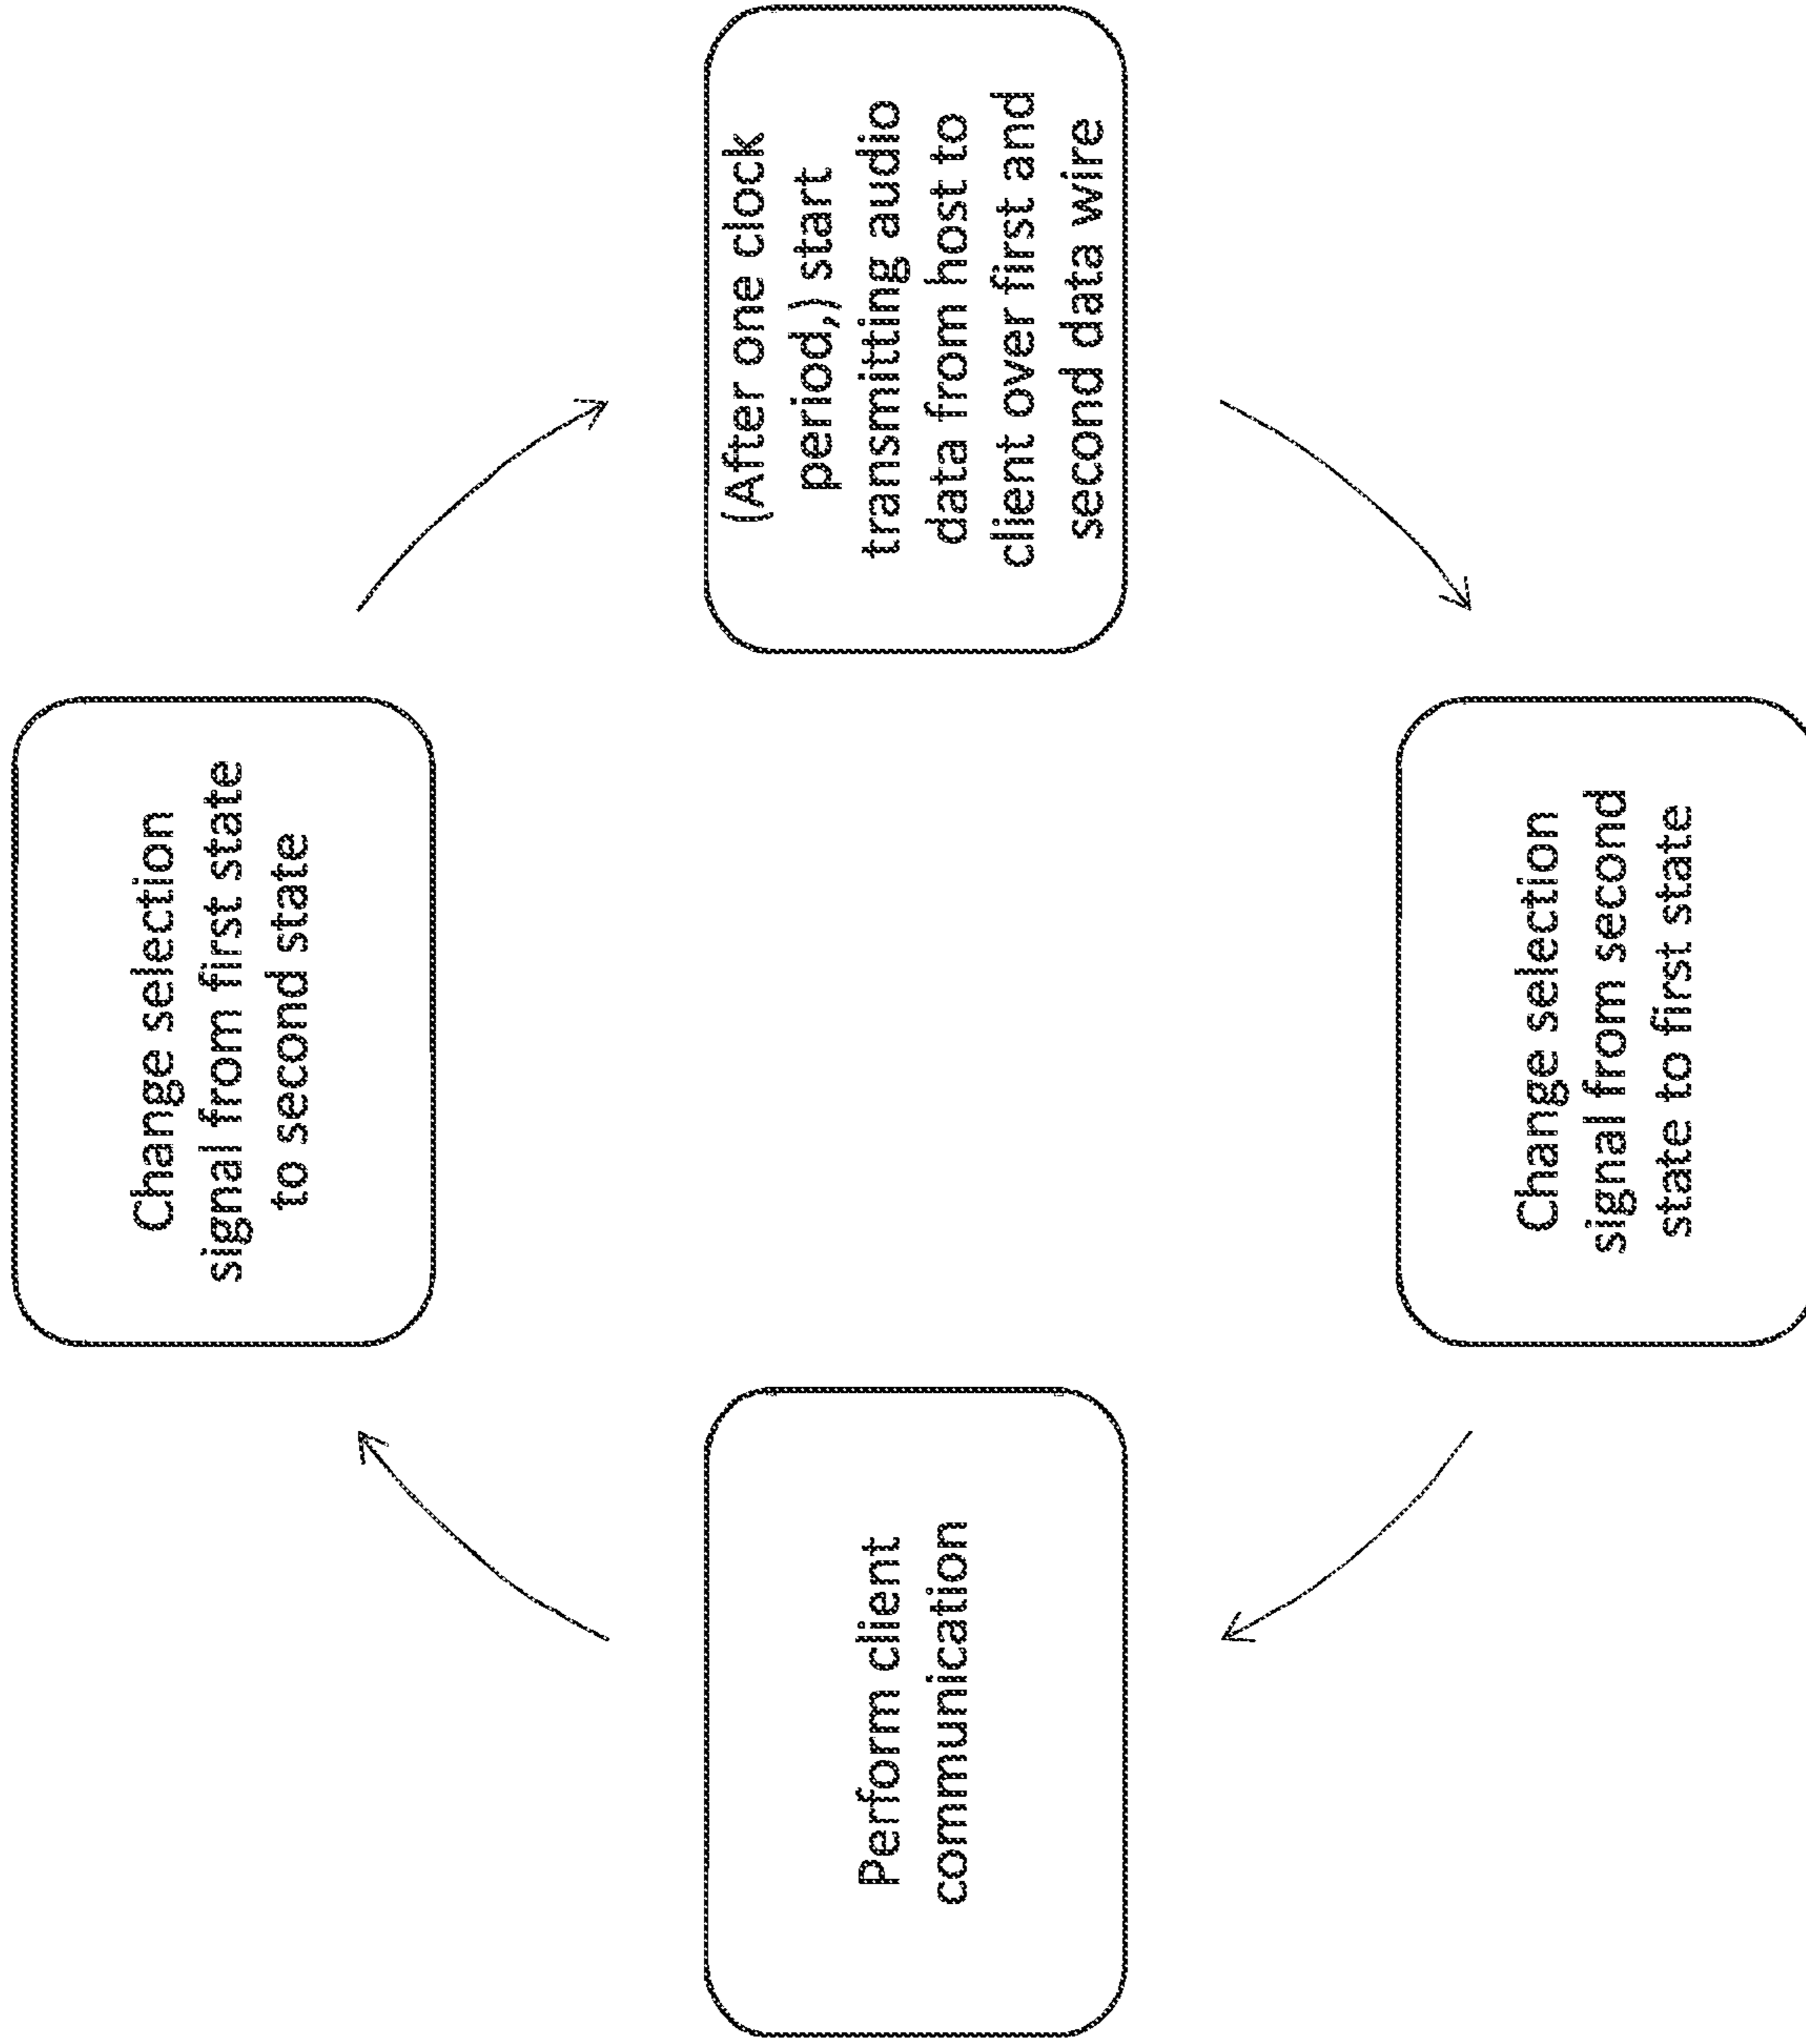 Change selection
signal from first state
to second state
(After one clock
period,) start
transmitting audio
data from host to
client over first and
second data wire
Change selection
signal from second
state to first state
Perform client
communication